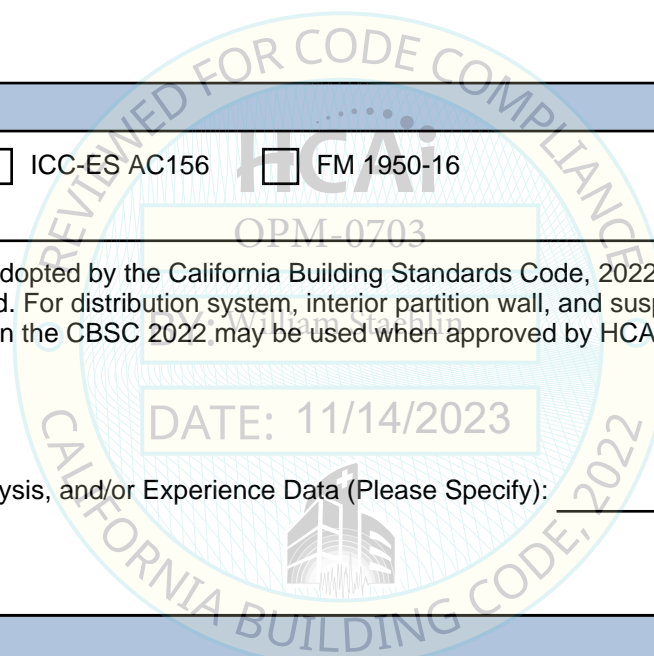 REVIEWED FOR CODE COMPLIANCE
HCAi
ICC-ES AC156 FM 1950-16
OPM-0703
dopted by the California Building Standards Code, 2022
d. For distribution system, interior partition wall, and susp
n the CBSC 2022 may be used when approved by HCA
BY: William Staehlin
DATE: 11/14/2023
ysis, and/or Experience Data (Please Specify):
CALIFORNIA BUILDING CODE, 2022